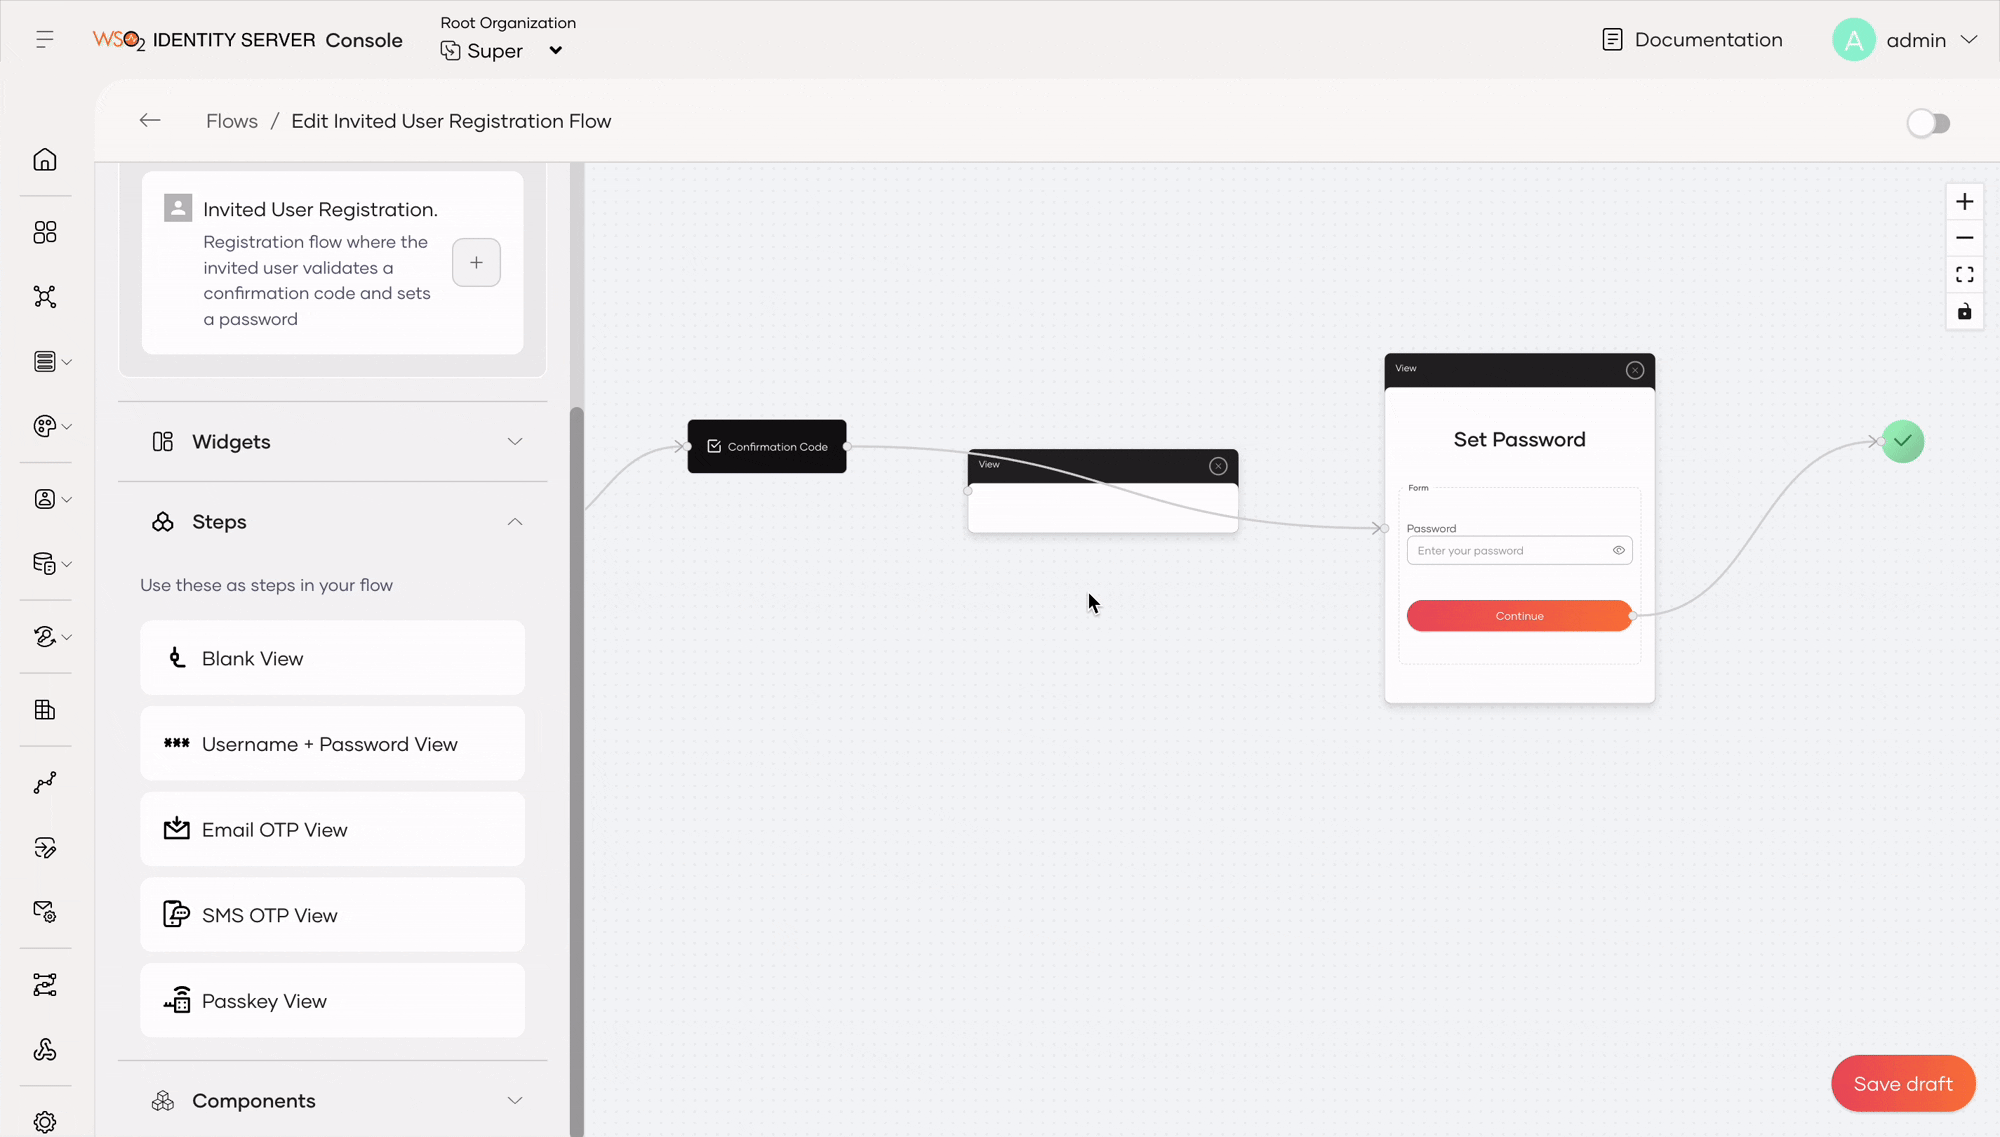 WSO2 IDENTITY SERVER Console
Root Organization
Super
Documentation
A
admin
Flows / Edit Invited User Registration Flow
Invited User Registration.
Registration flow where the
invited user validates a
confirmation code and sets
a password
Widgets
Steps
Use these as steps in your flow
Blank View
*** Username + Password View
Email OTP View
SMS OTP View
Passkey View
Components
Confirmation Code
View
View
Set Password
Form
Password
Enter your password
Continue
Save draft